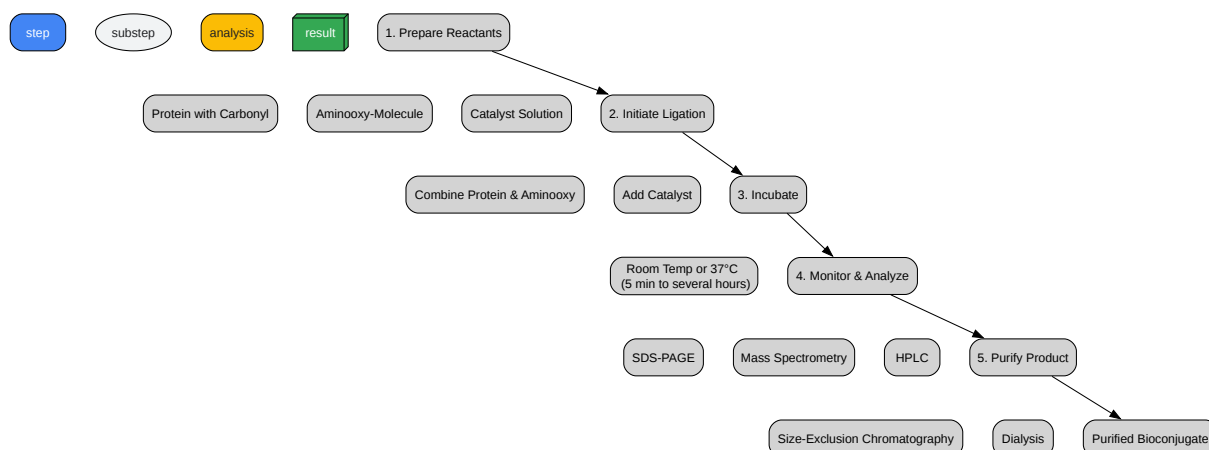 step
substep
analysis
result
1. Prepare Reactants
Protein with Carbonyl
Aminooxy-Molecule
Catalyst Solution
2. Initiate Ligation
Combine Protein & Aminooxy
Add Catalyst
3. Incubate
Room Temp or 37°C
(5 min to several hours)
4. Monitor & Analyze
SDS-PAGE
Mass Spectrometry
HPLC
5. Purify Product
Size-Exclusion Chromatography
Dialysis
Purified Bioconjugate